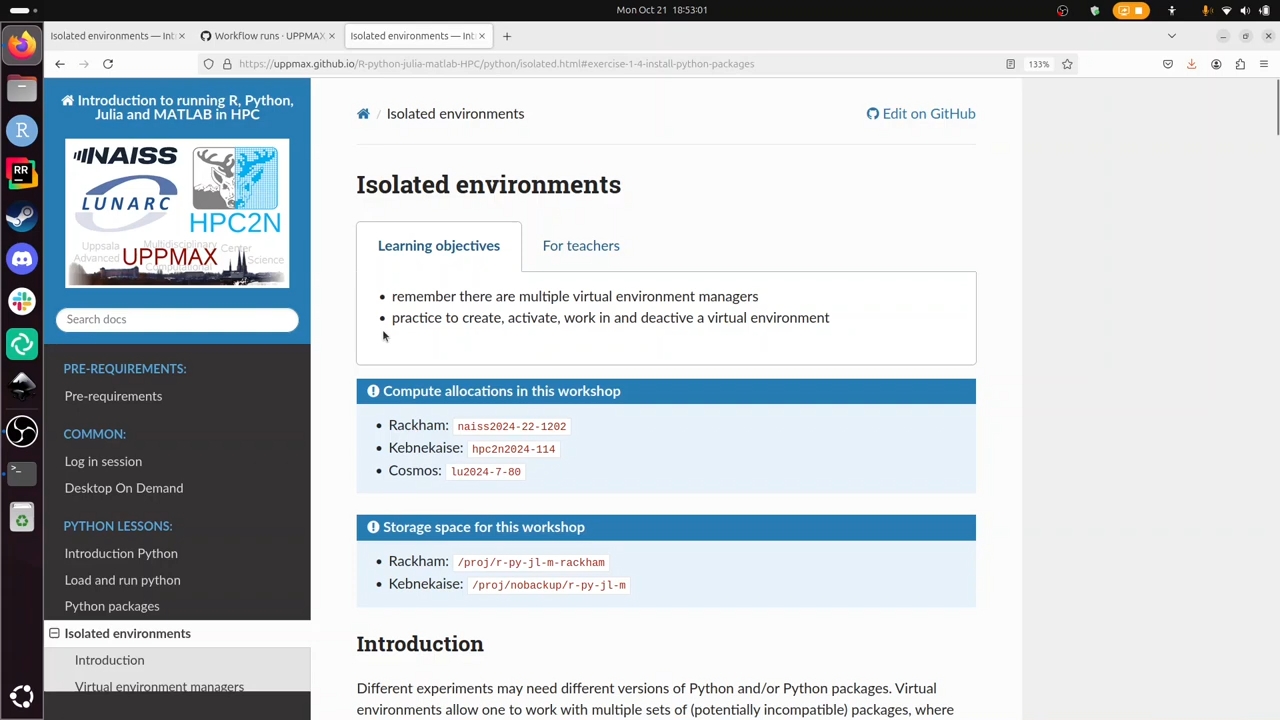 Mon Oct 21 18:53:01
Isolated environments — Int
Workflow runs · UPPMAX
Isolated environments — Int
https://uppmax.github.io/R-python-julia-matlab-HPC/python/isolated.html#exercise-1-4-install-python-packages
133%
Introduction to running R, Python,
Julia and MATLAB in HPC
NAISS
LUNARC
HPC2N
Uppsala Multidisciplinary Center
Advanced UPPMAX Science
Computational
Search docs
PRE-REQUIREMENTS:
Pre-requirements
COMMON:
Log in session
Desktop On Demand
PYTHON LESSONS:
Introduction Python
Load and run python
Python packages
Isolated environments
Introduction
Virtual environment managers
/ Isolated environments
Edit on GitHub
Isolated environments
Learning objectives
For teachers
• remember there are multiple virtual environment managers
• practice to create, activate, work in and deactive a virtual environment
Compute allocations in this workshop
• Rackham: naiss2024-22-1202
• Kebnekaise: hpc2n2024-114
• Cosmos: lu2024-7-80
Storage space for this workshop
• Rackham: /proj/r-py-jl-m-rackham
• Kebnekaise: /proj/nobackup/r-py-jl-m
Introduction
Different experiments may need different versions of Python and/or Python packages. Virtual
environments allow one to work with multiple sets of (potentially incompatible) packages, where
R
RR